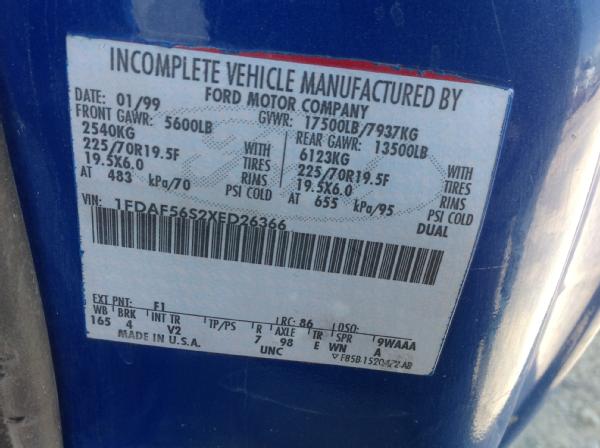 INCOMPLETE VEHICLE MANUFACTURED BY
FORD MOTOR COMPANY
DATE: 01/99 GVWR: 17500LB/7937KG
FRONT GAWR: 5600LB REAR GAWR: 13500LB
2540KG WITH 6123KG WITH
225/70R19.5F TIRES 225/70R19.5F TIRES
19.5X6.0 RIMS 19.5X6.0 RIMS
AT 483 kPa/70 PSI COLD AT 655 kPa/95 PSI COLD
DUAL
VIN: 1FDAF56S2XED26366
EXT PNT: F1 RC: 86 DSO:
WB BRK INT TR TP/PS R AXLE TR SPR 9WAAA
165 4 V2 7 98 E WN A
MADE IN U.S.A. UNC F85B-1520472-AB